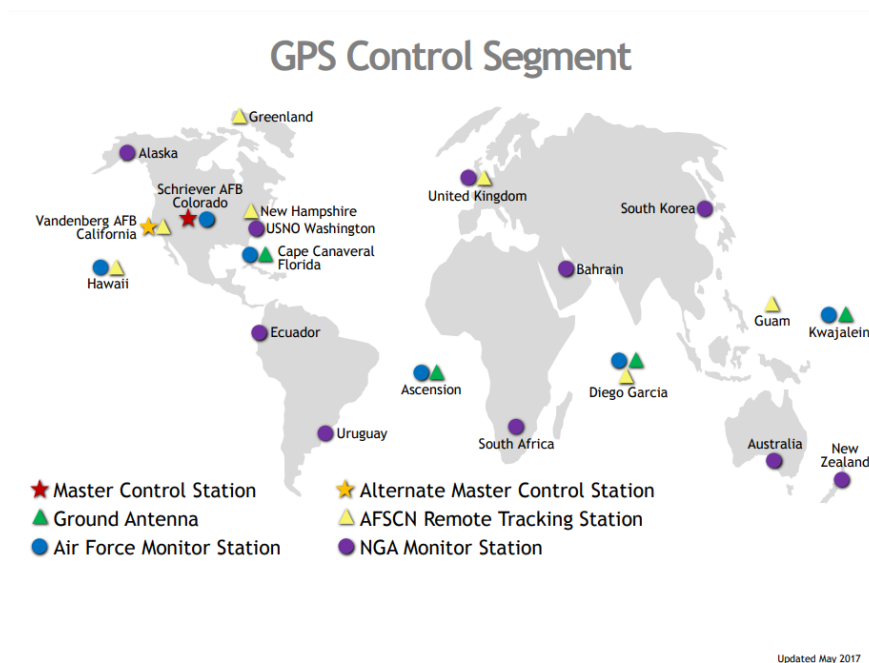 GPS Control Segment
Greenland
Alaska
Schriever AFB
Colorado
Vandenberg AFB
California
New Hampshire
USNO Washington
Cape Canaveral
Florida
Hawaii
United Kingdom
South Korea
Bahrain
Guam
Kwajalein
Ecuador
Ascension
Diego Garcia
Uruguay
South Africa
Australia
New
Zealand
Master Control Station
Alternate Master Control Station
Ground Antenna
AFSCN Remote Tracking Station
Air Force Monitor Station
NGA Monitor Station
Updated May 2017